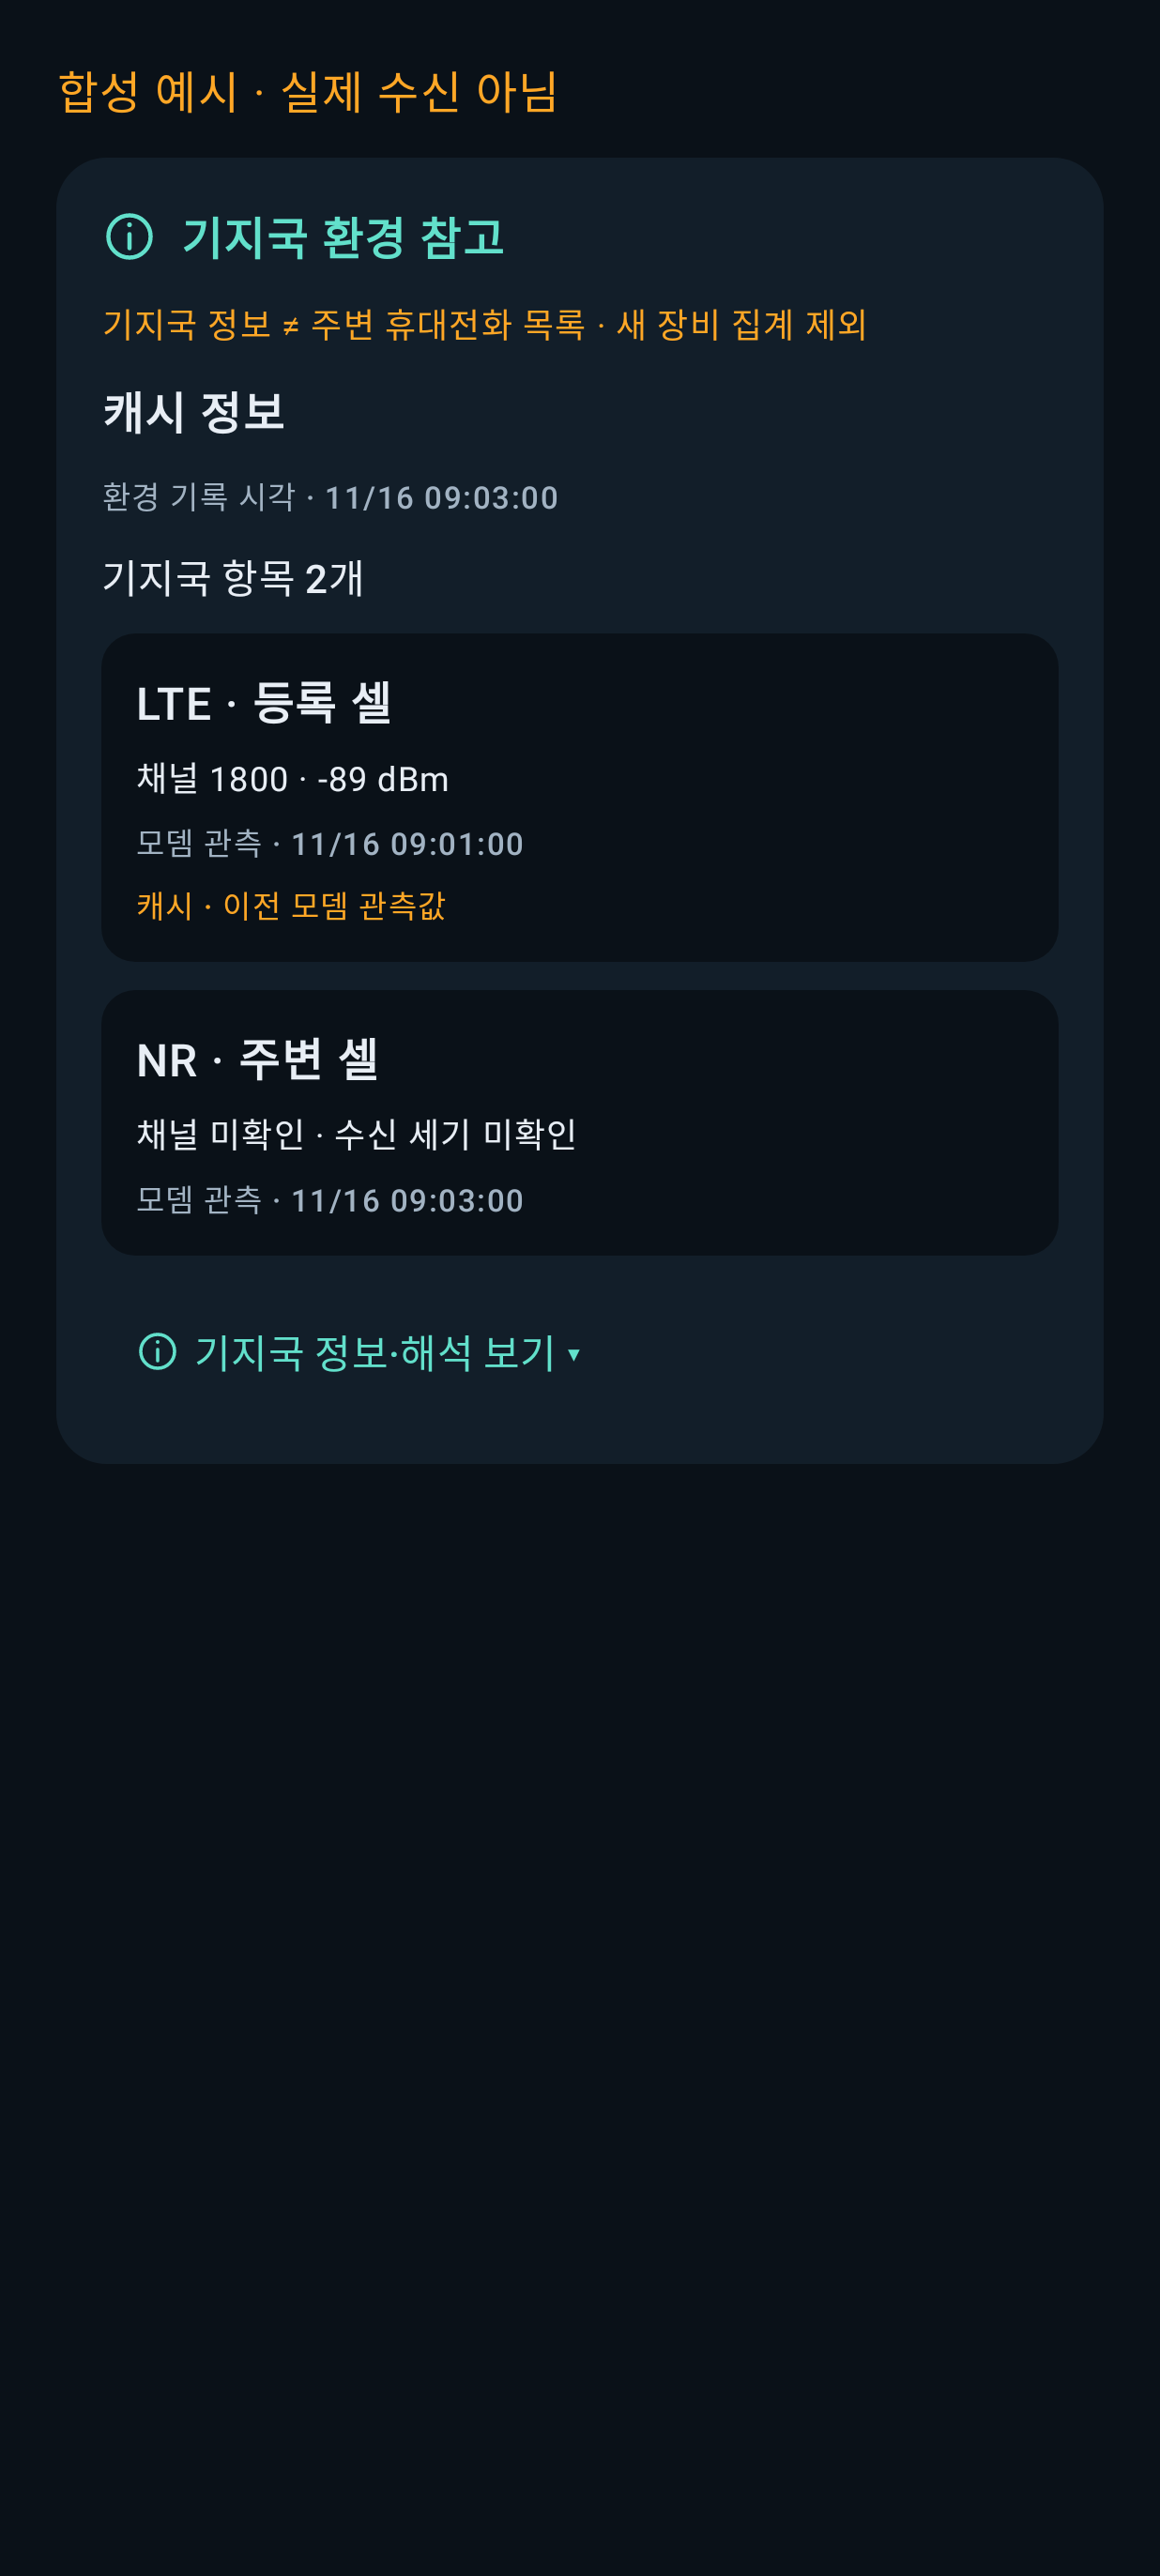 합성 예시 · 실제 수신 아님
기지국 환경 참고
기지국 정보 ≠ 주변 휴대전화 목록 · 새 장비 집계 제외
캐시 정보
환경 기록 시각 · 11/16 09:03:00
기지국 항목 2개
LTE · 등록 셀
채널 1800 · -89 dBm
모뎀 관측 · 11/16 09:01:00
캐시 · 이전 모뎀 관측값
NR · 주변 셀
채널 미확인 · 수신 세기 미확인
모뎀 관측 · 11/16 09:03:00
기지국 정보·해석 보기 ▾